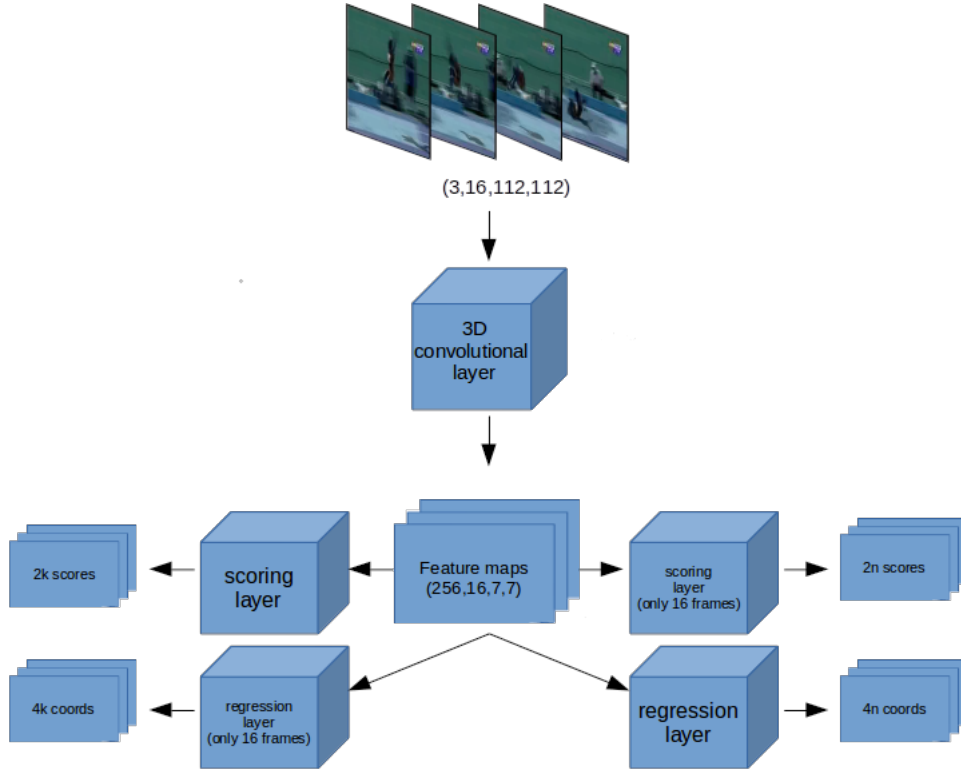 (3,16,112,112)
3D
convolutional
layer
2k scores
scoring
layer
Feature maps
(256,16,7,7)
scoring
layer
(only 16 frames)
2n scores
4k coords
regression
layer
(only 16 frames)
regression
layer
4n coords